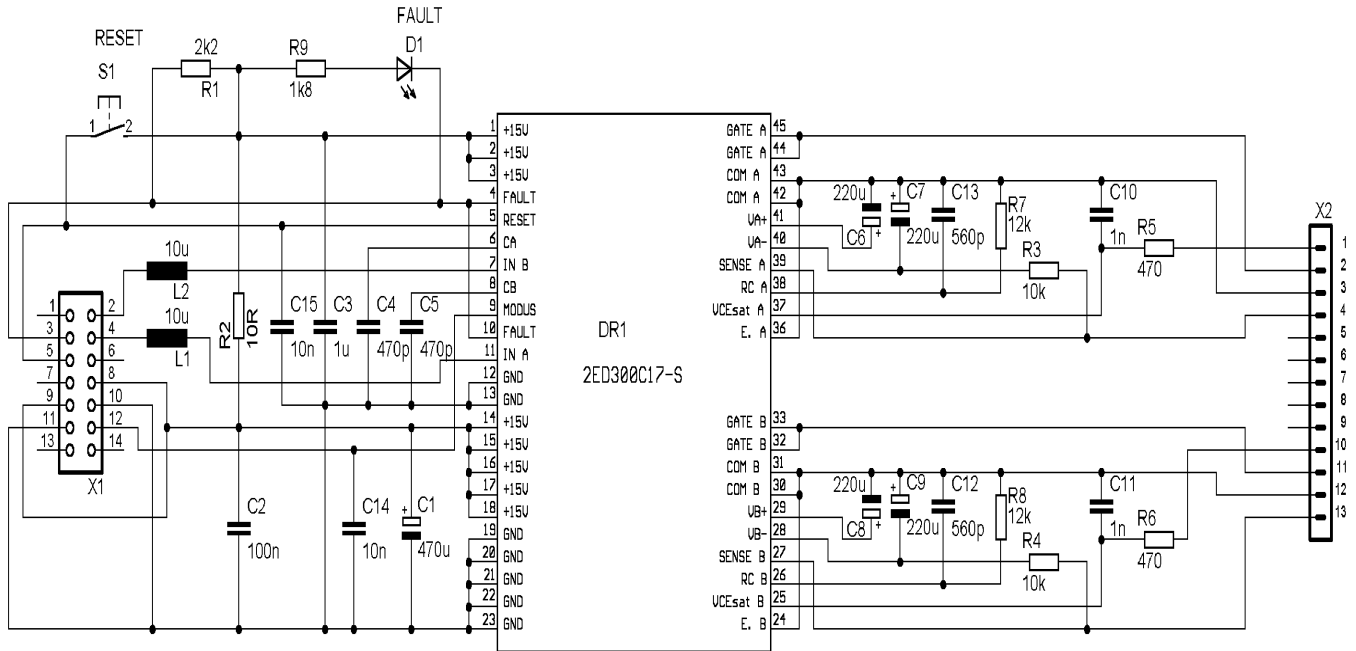 FAULT
RESET
2k2
R9
D1
S1
R1
1k8
1
2
1 +15V
2 +15V
3 +15V
4 FAULT
5 RESET
6 CA
7 IN B
8 CB
9 MODUS
10 FAULT
11 IN A
12 GND
13 GND
14 +15V
15 +15V
16 +15V
17 +15V
18 +15V
19 GND
20 GND
21 GND
22 GND
23 GND
DR1
2ED300C17-S
GATE A 45
GATE A 44
COM A 43
COM A 42
VA+ 41
VA- 40
SENSE A 39
RC A 38
VCEsat A 37
E. A 36
GATE B 33
GATE B 32
COM B 31
COM B 30
VB+ 29
VB- 28
SENSE B 27
RC B 26
VCEsat B 25
E. B 24
10u
L2
10u
L1
1 2
3 4
5 6
7 8
9 10
11 12
13 14
X1
R2
10R
C15
10n
C3
1u
C4
470p
C5
470p
C2
100n
C14
10n
+
C1
470u
220u
C6
+
+
C7
220u
C13
560p
R7
12k
R3
10k
C10
1n
R5
470
220u
C8
+
+
C9
220u
C12
560p
R8
12k
R4
10k
C11
1n
R6
470
X2
1
2
3
4
5
6
7
8
9
10
11
12
13